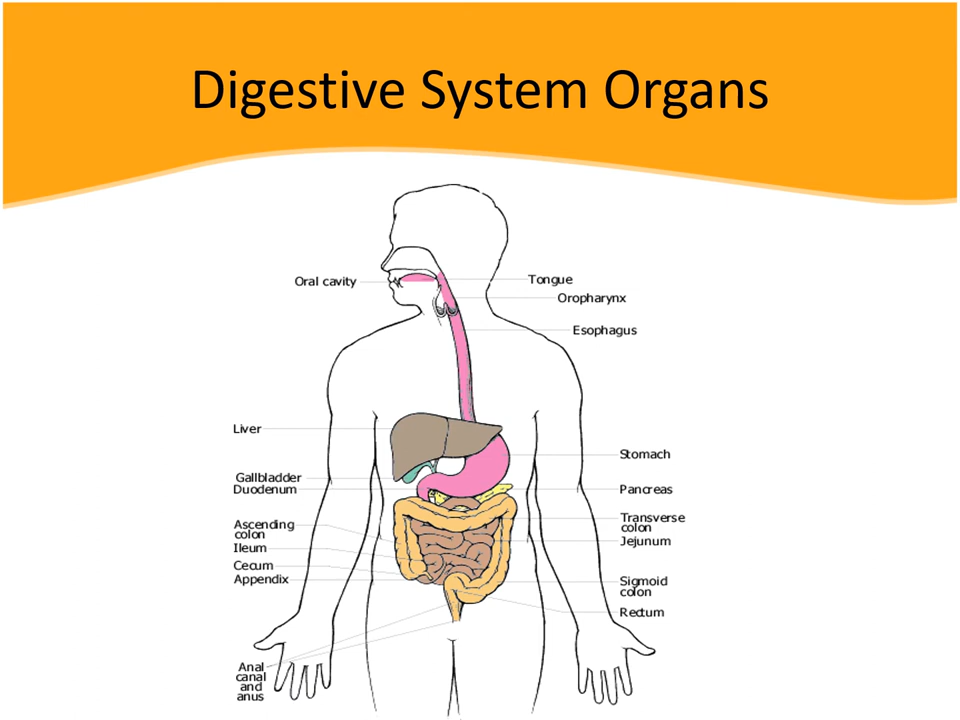 Digestive System Organs
Oral cavity
Tongue
Oropharynx
Esophagus
Liver
Stomach
Gallbladder
Duodenum
Pancreas
Ascending
colon
Transverse
colon
Ileum
Jejunum
Cecum
Appendix
Sigmoid
colon
Rectum
Anal
canal
and
anus